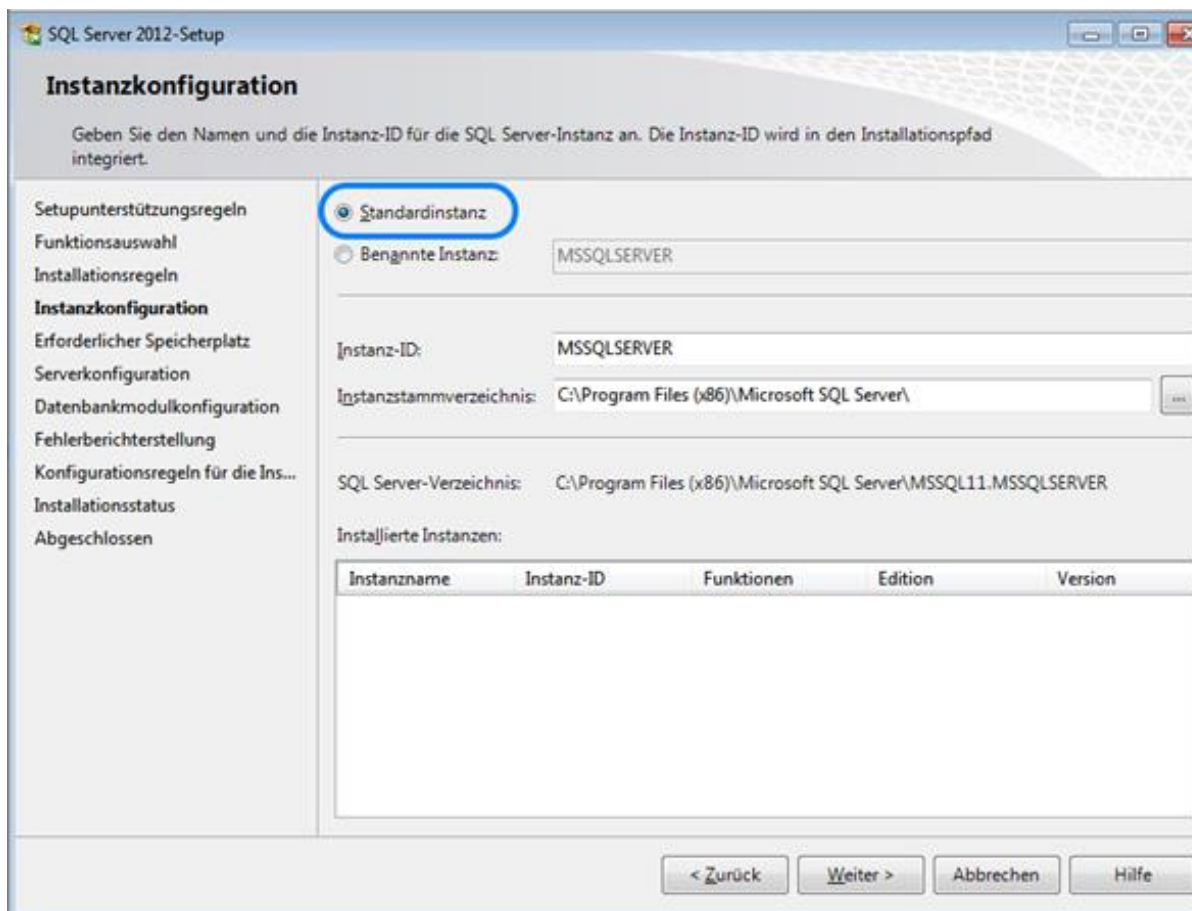 SQL Server 2012-Setup
Instanzkonfiguration
Geben Sie den Namen und die Instanz-ID für die SQL Server-Instanz an. Die Instanz-ID wird in den Installationspfad
integriert.
Setupunterstützungsregeln
Funktionsauswahl
Installationsregeln
Instanzkonfiguration
Erforderlicher Speicherplatz
Serverkonfiguration
Datenbankmodulkonfiguration
Fehlerberichterstellung
Konfigurationsregeln für die Ins...
Installationsstatus
Abgeschlossen
Standardinstanz
Benannte Instanz: MSSQLSERVER
Instanz-ID: MSSQLSERVER
Instanzstammverzeichnis: C:\Program Files (x86)\Microsoft SQL Server\ ...
SQL Server-Verzeichnis: C:\Program Files (x86)\Microsoft SQL Server\MSSQL11.MSSQLSERVER
Installierte Instanzen:
Instanzname Instanz-ID Funktionen Edition Version
< Zurück Weiter > Abbrechen Hilfe